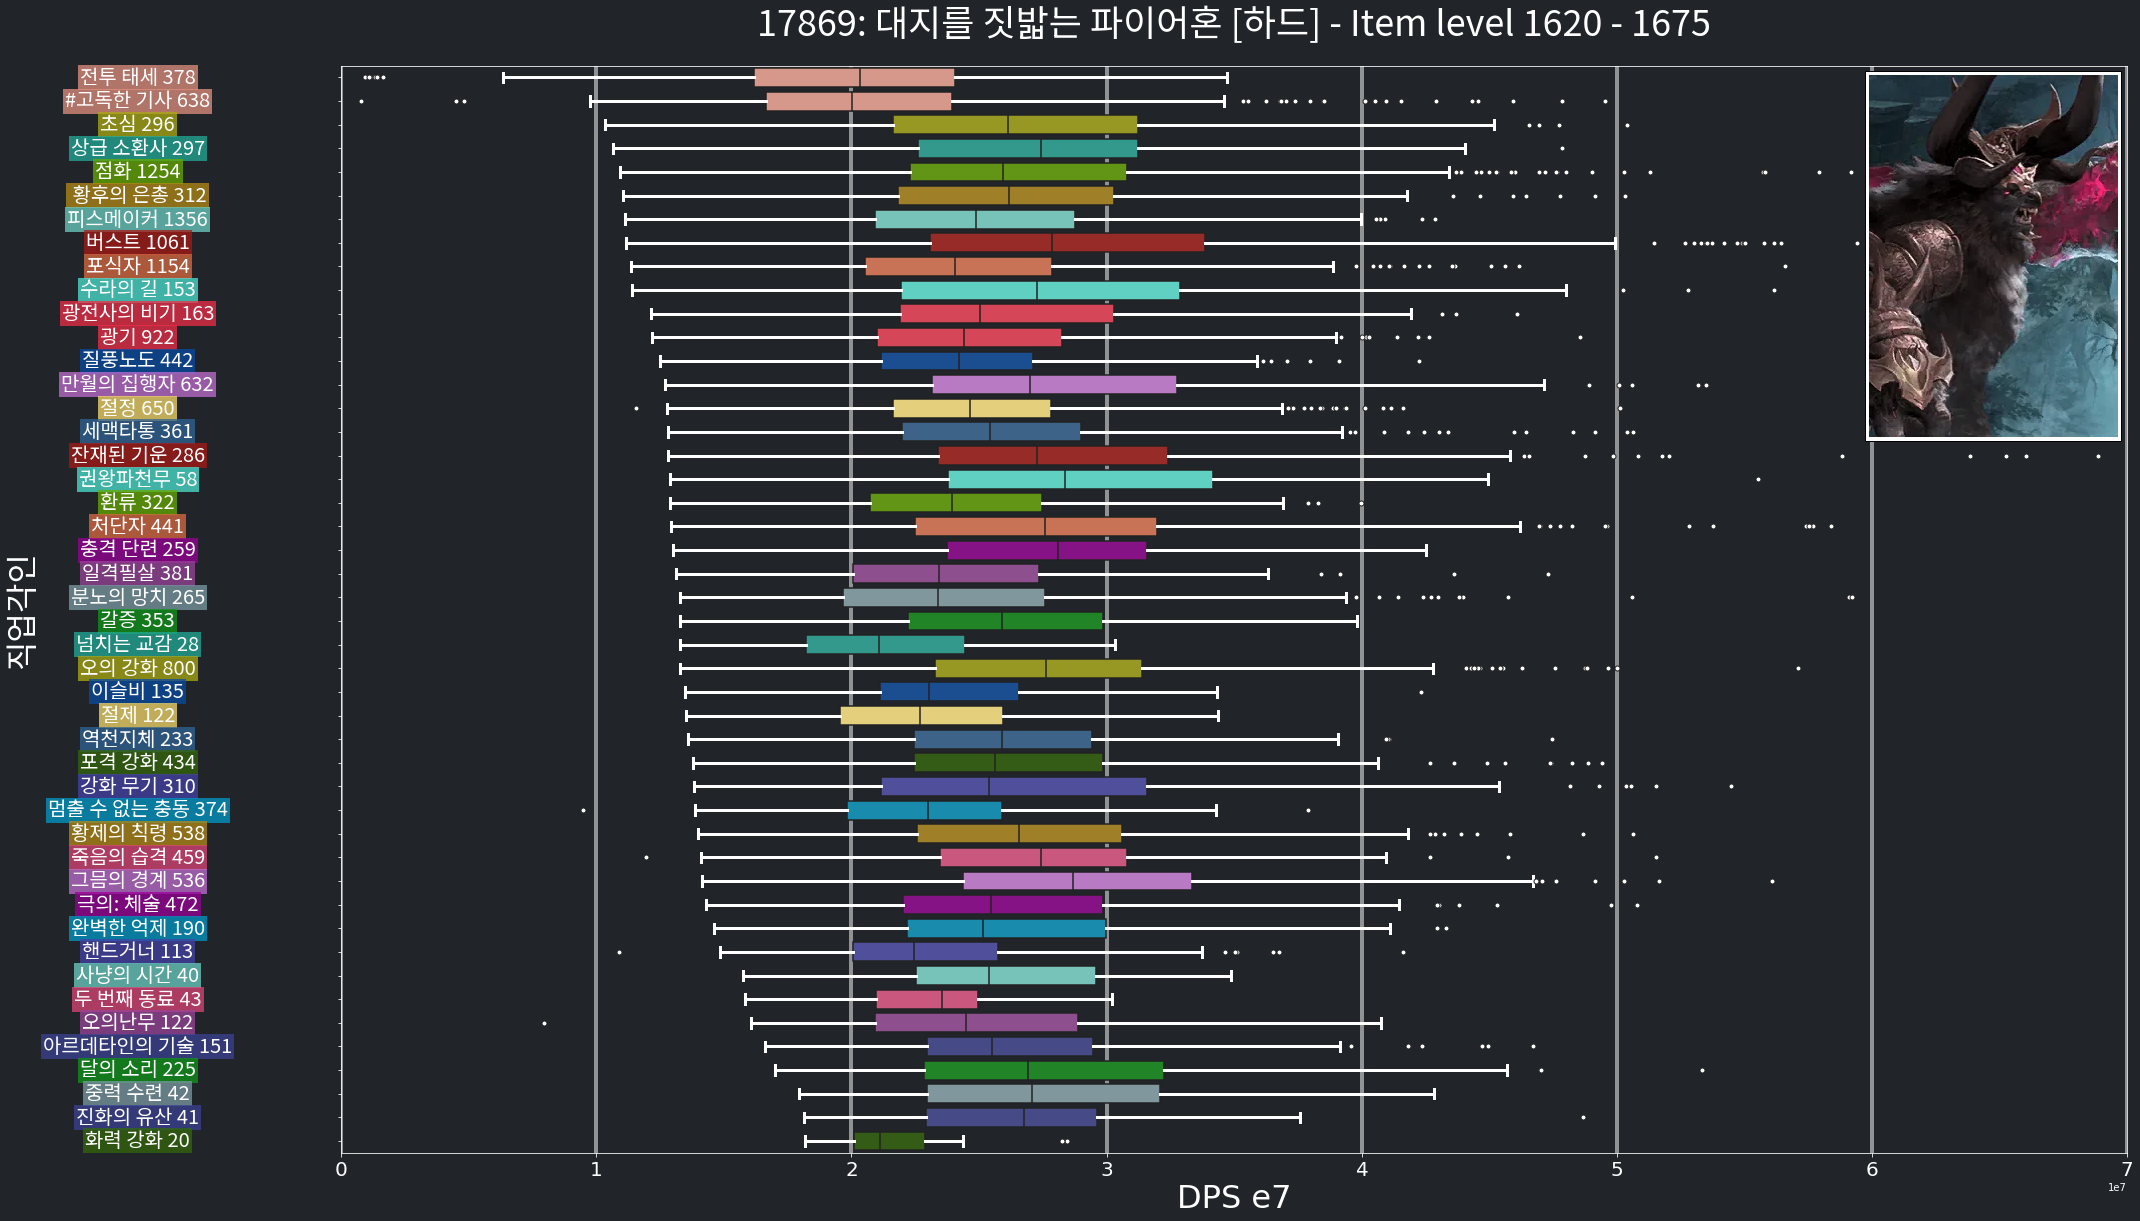 17869: 대지를 짓밟는 파이어혼 [하드] - Item level 1620 - 1675
직업각인
전투 태세 378
#고독한 기사 638
초심 296
상급 소환사 297
점화 1254
황후의 은총 312
피스메이커 1356
버스트 1061
포식자 1154
수라의 길 153
광전사의 비기 163
광기 922
질풍노도 442
만월의 집행자 632
절정 650
세맥타통 361
잔재된 기운 286
권왕파천무 58
환류 322
처단자 441
충격 단련 259
일격필살 381
분노의 망치 265
갈증 353
넘치는 교감 28
오의 강화 800
이슬비 135
절제 122
역천지체 233
포격 강화 434
강화 무기 310
멈출 수 없는 충동 374
황제의 칙령 538
죽음의 습격 459
그믐의 경계 536
극의: 체술 472
완벽한 억제 190
핸드거너 113
사냥의 시간 40
두 번째 동료 43
오의난무 122
아르데타인의 기술 151
달의 소리 225
중력 수련 42
진화의 유산 41
화력 강화 20
0 1 2 3 4 5 6 7
1e7
DPS e7